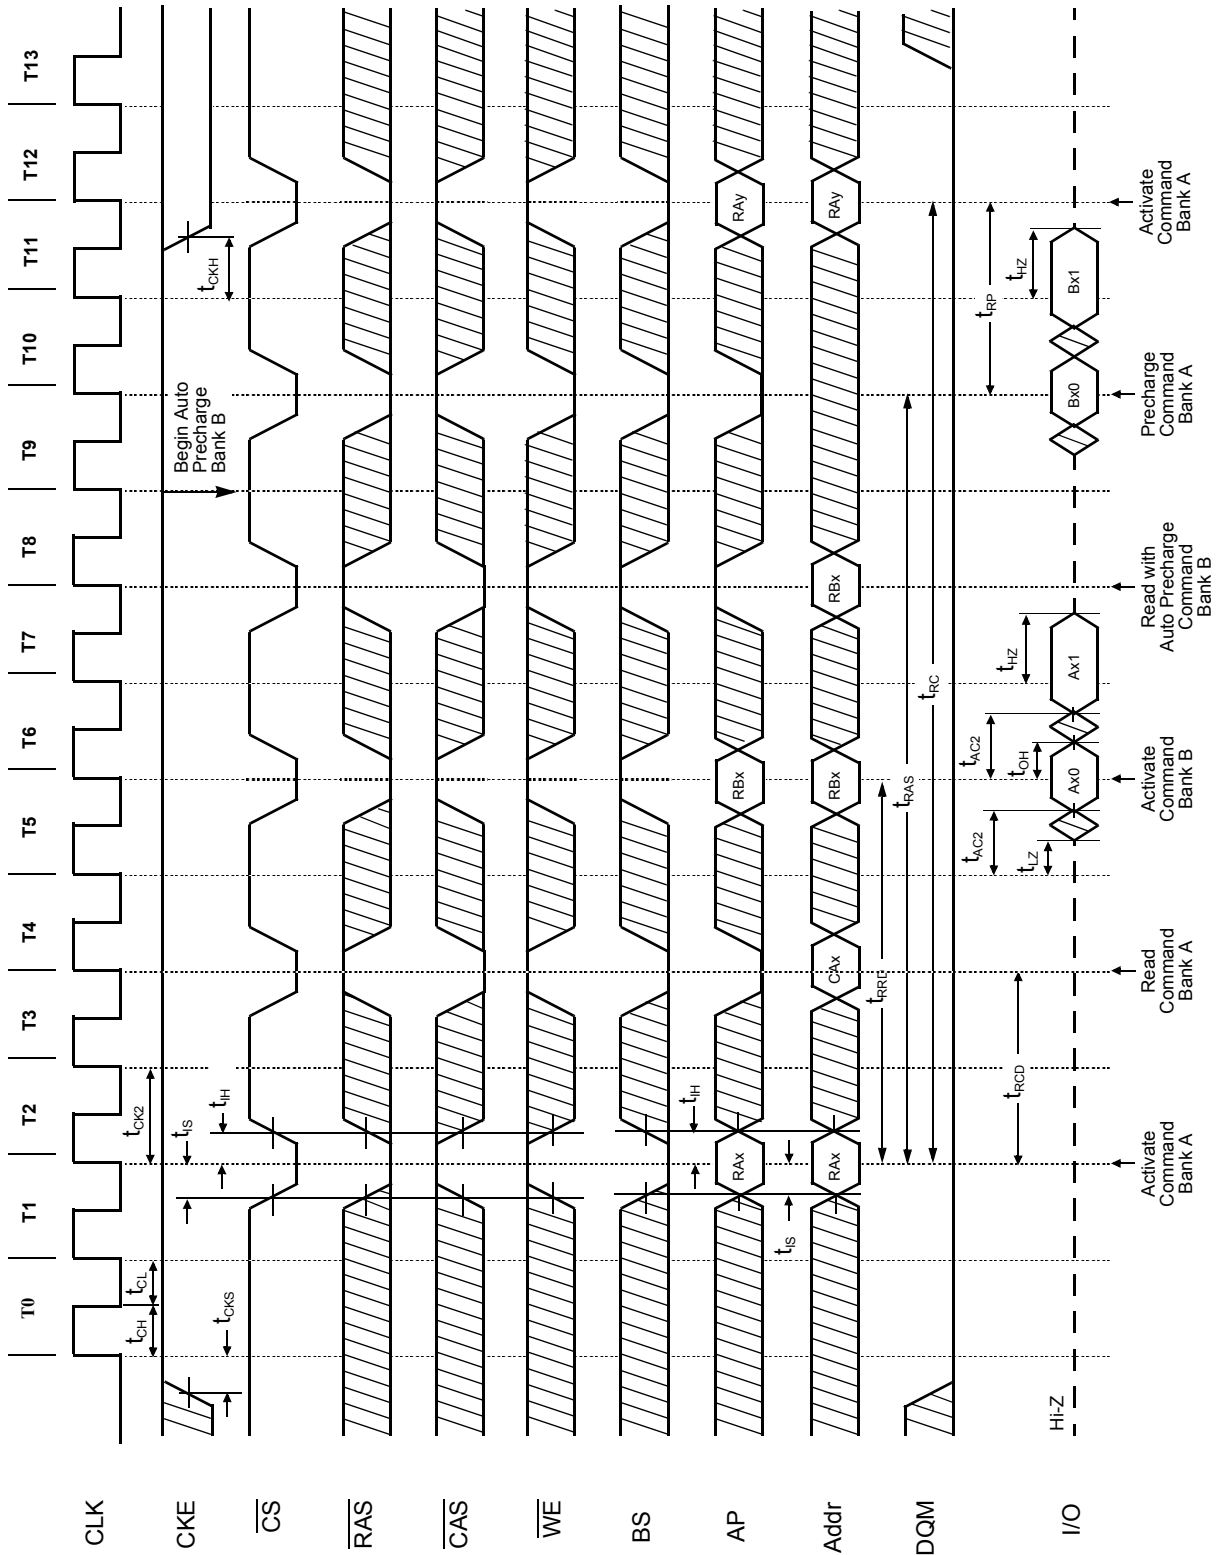 T0 T1 T2 T3 T4 T5 T6 T7 T8 T9 T10 T11 T12 T13
CLK
tCH tCL tCK2
CKE
tCKS tIS tIH
Begin Auto
Precharge
Bank B
tCKH
CS
RAS
CAS
WE
BS
tIH
AP
RAx RBx RAy
tIS
Addr
RAx CAx RBx RBx RAy
tRRD
tRAS
tRC
DQM
tRCD
tAC2 tAC2
tRP
tLZ tOH tHZ tHZ
I/O
Hi-Z
Ax0 Ax1 Bx0 Bx1
Activate
Command
Bank A
Read
Command
Bank A
Activate
Command
Bank B
Read with
Auto Precharge
Command
Bank B
Precharge
Command
Bank A
Activate
Command
Bank A